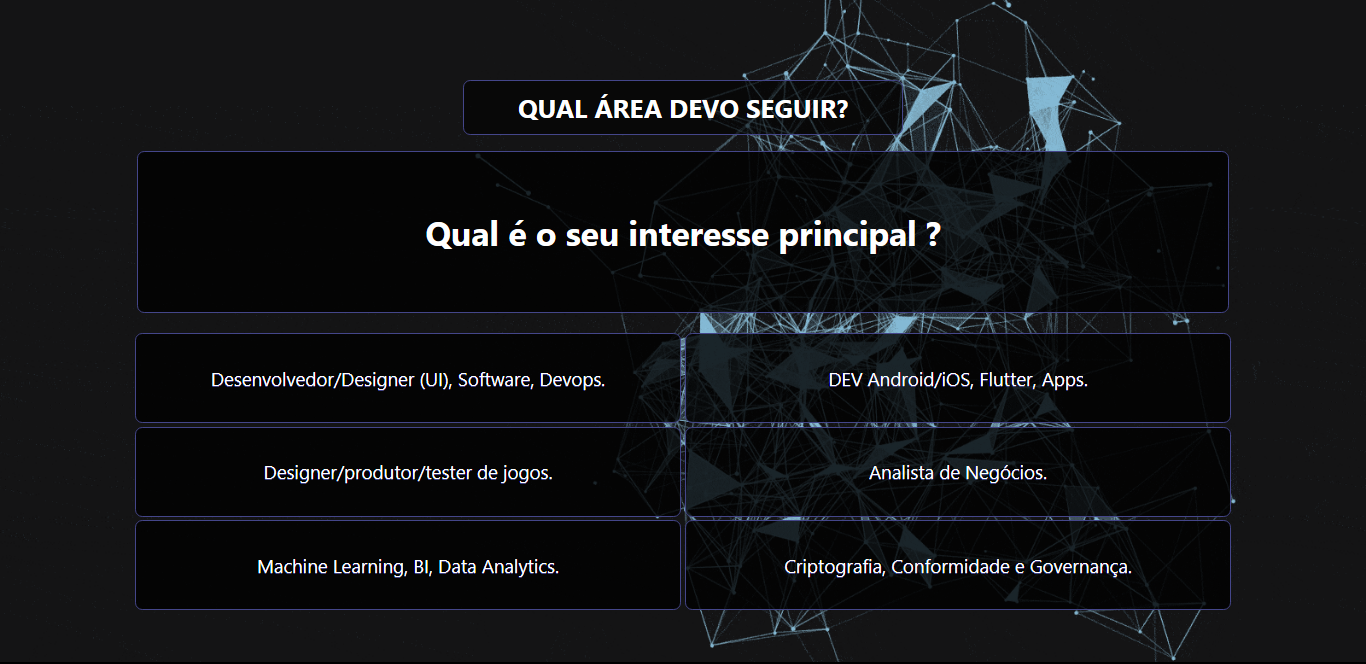 QUAL ÁREA DEVO SEGUIR?
Qual é o seu interesse principal ?
Desenvolvedor/Designer (UI), Software, Devops.
DEV Android/iOS, Flutter, Apps.
Designer/produtor/tester de jogos.
Analista de Negócios.
Machine Learning, BI, Data Analytics.
Criptografia, Conformidade e Governança.